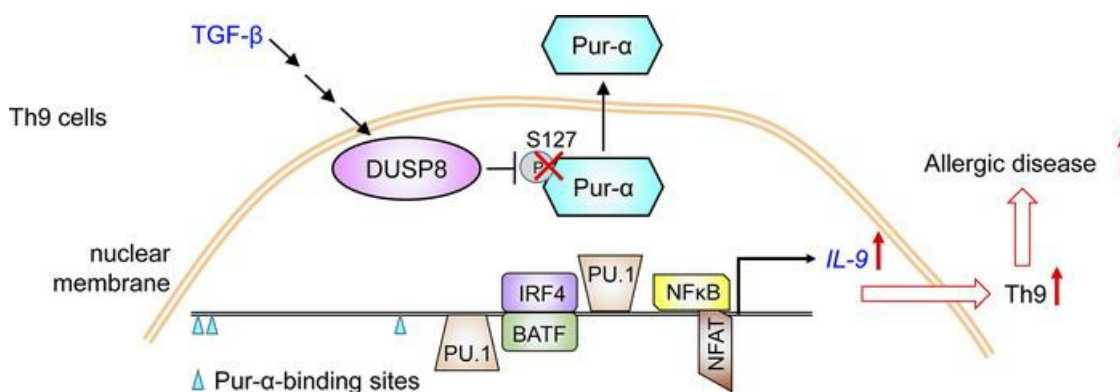 TGF-β
Pur-α
Th9 cells
S127
DUSP8
P
Pur-α
Allergic disease
nuclear
membrane
PU.1
IL-9
IRF4
NFκB
Th9
BATF
PU.1
NFAT
Pur-α-binding sites